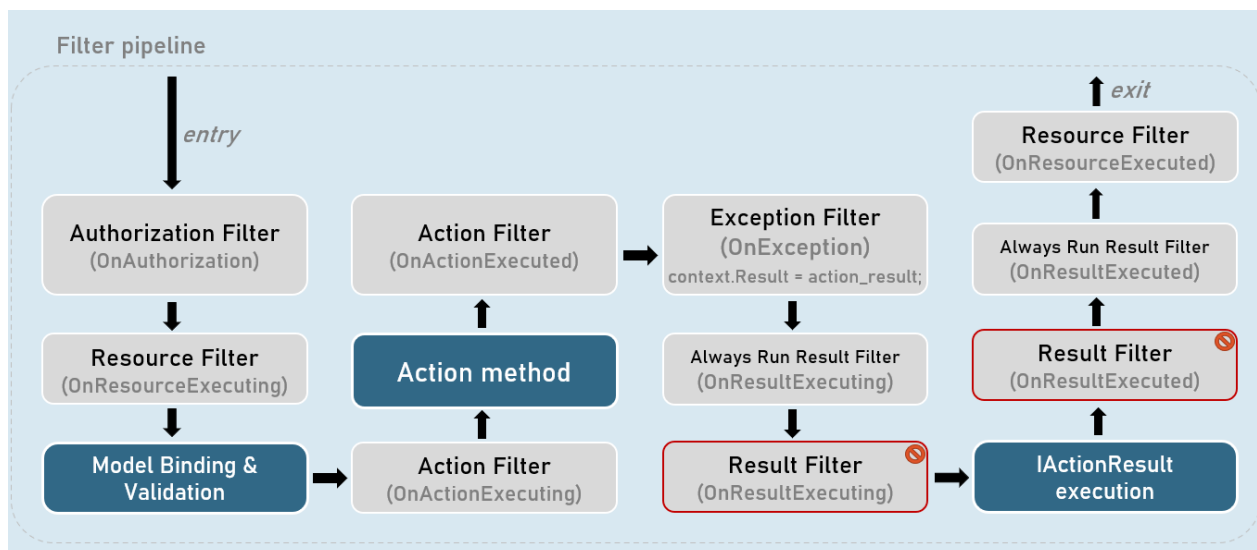 Filter pipeline
entry
Authorization Filter
(OnAuthorization)
Resource Filter
(OnResourceExecuting)
Model Binding &
Validation
Action Filter
(OnActionExecuting)
Action method
Action Filter
(OnActionExecuted)
Exception Filter
(OnException)
context.Result = action_result;
Always Run Result Filter
(OnResultExecuting)
Result Filter
(OnResultExecuting)
IActionResult
execution
Result Filter
(OnResultExecuted)
Always Run Result Filter
(OnResultExecuted)
Resource Filter
(OnResourceExecuted)
exit